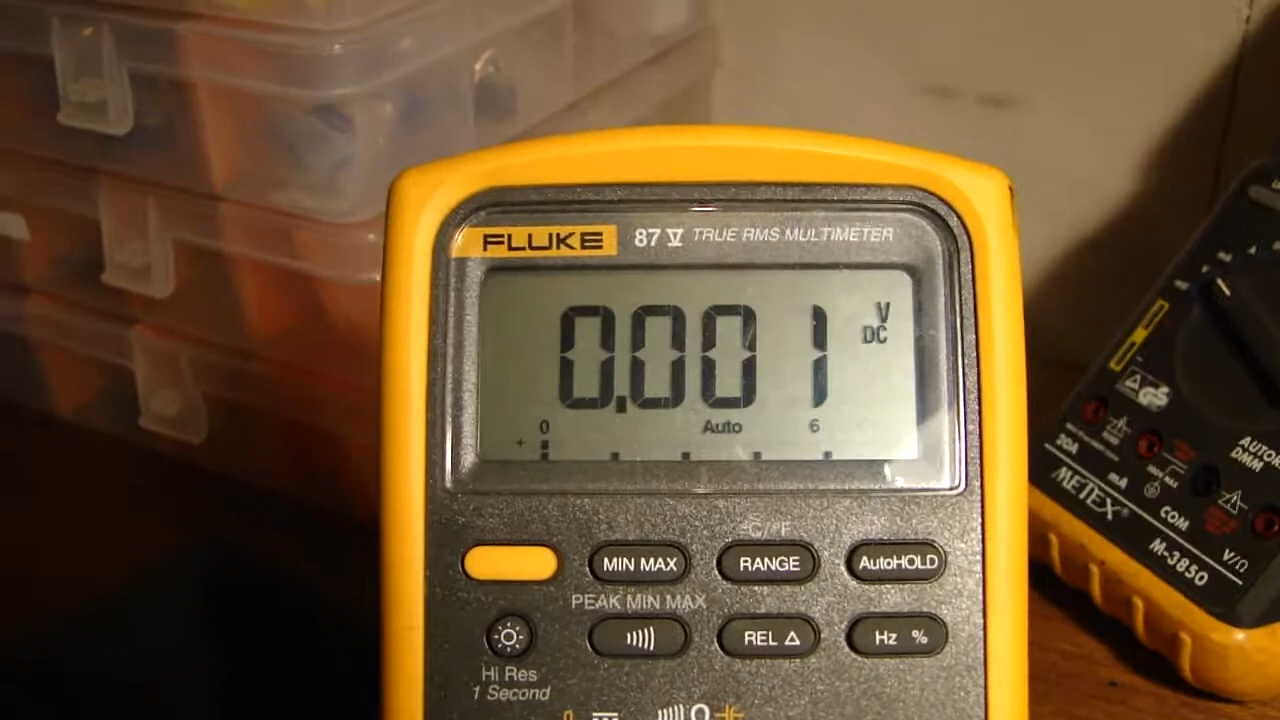 FLUKE 87 V TRUE RMS MULTIMETER
0.001 V DC
0 Auto 6
+
°C/°F
MIN MAX RANGE AutoHOLD
PEAK MIN MAX
REL Δ Hz %
Hi Res
1 Second
Ω
20A
mA
COM
V/Ω
AUTOR
DMM
METEX®
M-3850